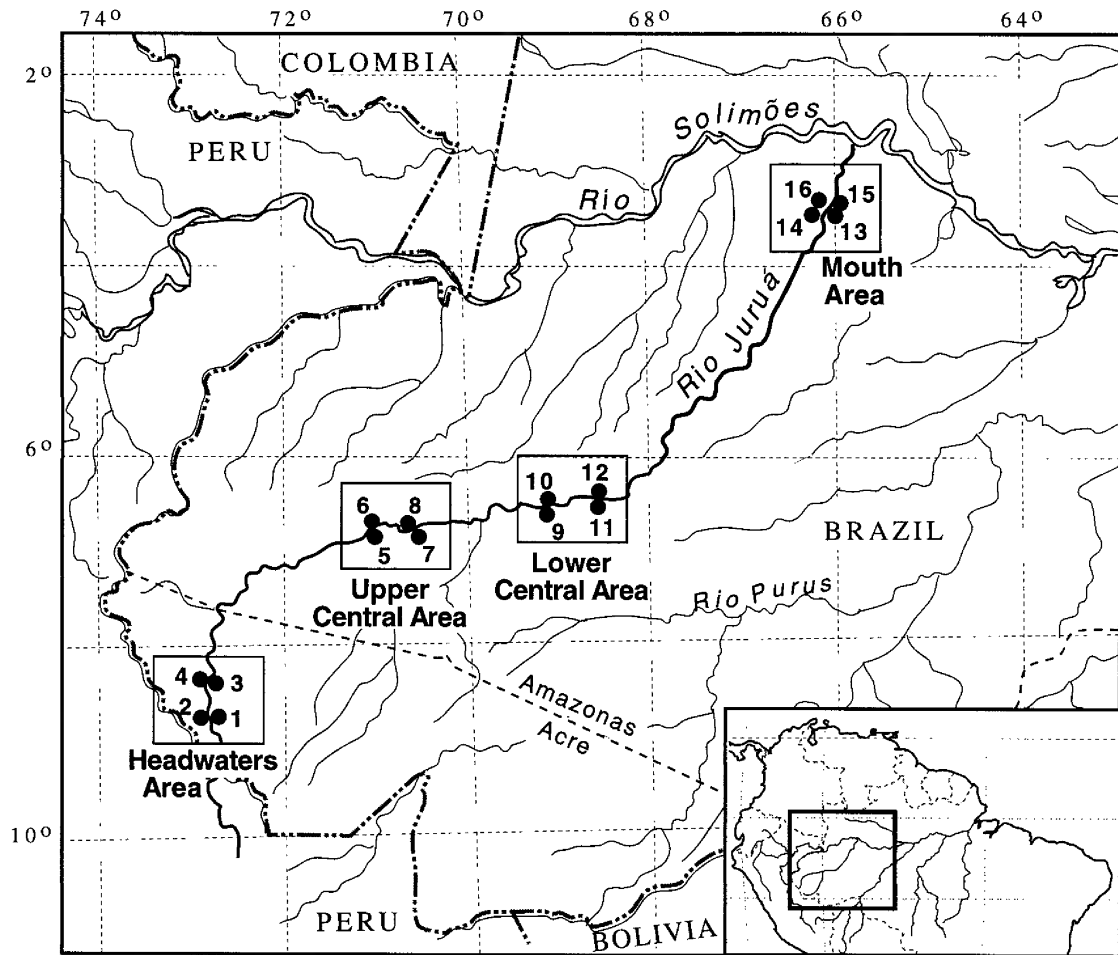 74° 72° 70° 68° 66° 64°
2°
COLOMBIA
PERU
Rio Solimões
16 15
14 13
Mouth
Area
Rio Juruá
6°
6 8
5 7
Upper
Central Area
10 12
9 11
Lower
Central Area
BRAZIL
Rio Purus
4 3
2 1
Headwaters
Area
Amazonas
Acre
10°
PERU
BOLIVIA